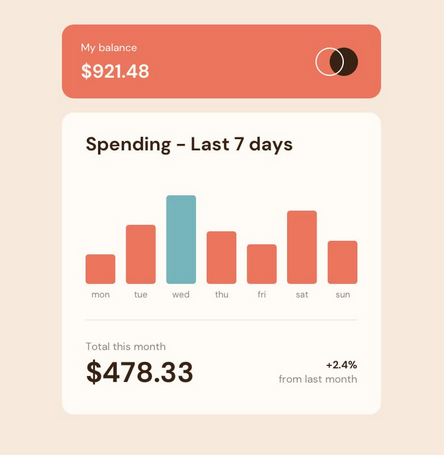 My balance
$921.48
Spending - Last 7 days
mon tue wed thu fri sat sun
Total this month
$478.33
+2.4%
from last month